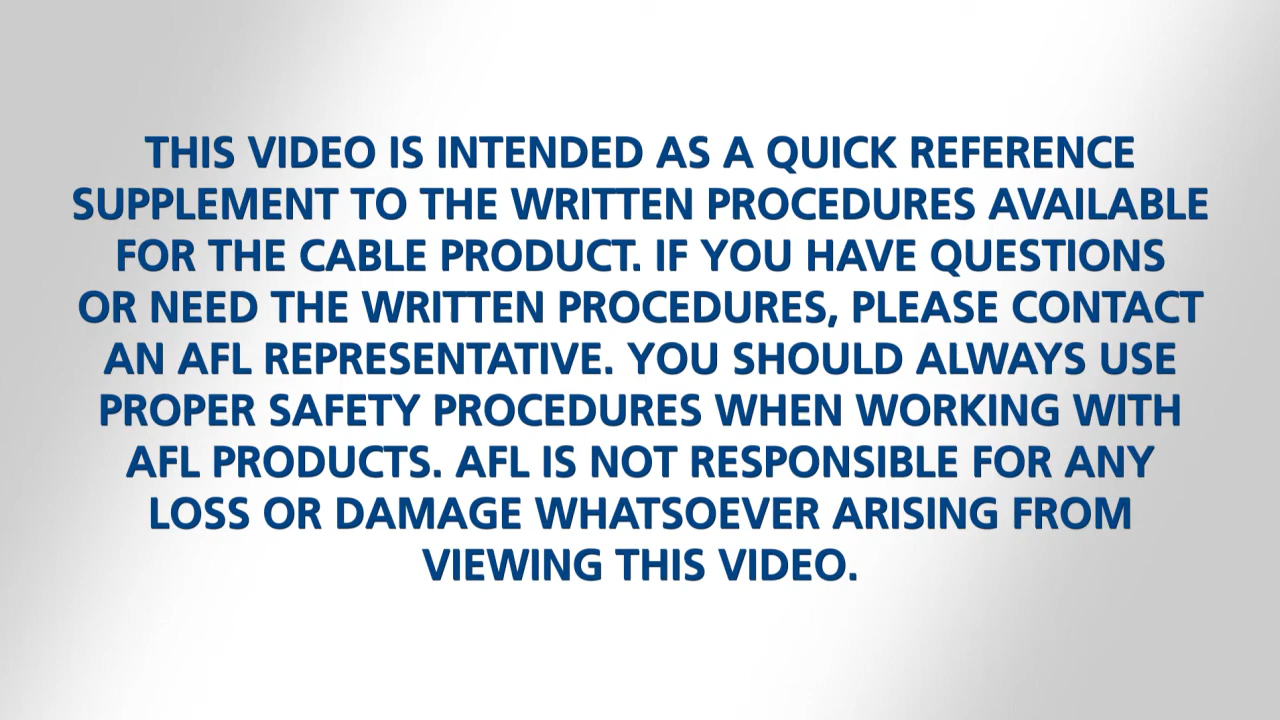 THIS VIDEO IS INTENDED AS A QUICK REFERENCE
SUPPLEMENT TO THE WRITTEN PROCEDURES AVAILABLE
FOR THE CABLE PRODUCT. IF YOU HAVE QUESTIONS
OR NEED THE WRITTEN PROCEDURES, PLEASE CONTACT
AN AFL REPRESENTATIVE. YOU SHOULD ALWAYS USE
PROPER SAFETY PROCEDURES WHEN WORKING WITH
AFL PRODUCTS. AFL IS NOT RESPONSIBLE FOR ANY
LOSS OR DAMAGE WHATSOEVER ARISING FROM
VIEWING THIS VIDEO.